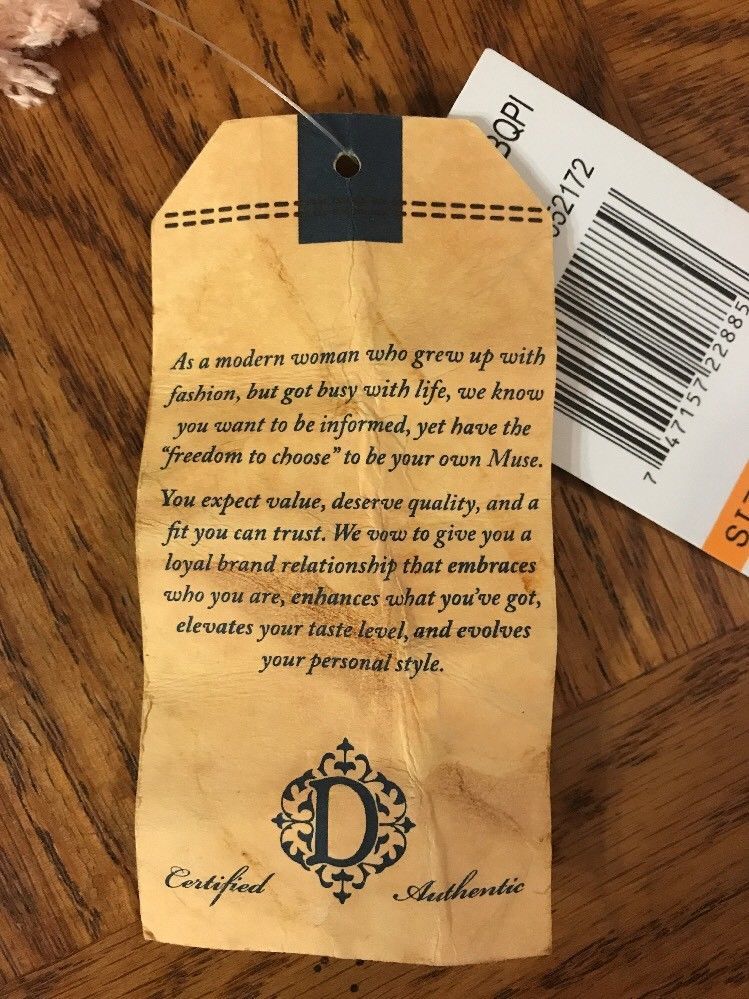 As a modern woman who grew up with
fashion, but got busy with life, we know
you want to be informed, yet have the
"freedom to choose" to be your own Muse.
You expect value, deserve quality, and a
fit you can trust. We vow to give you a
loyal brand relationship that embraces
who you are, enhances what you've got,
elevates your taste level, and evolves
your personal style.
D
Certified Authentic
BQPI
52172
7 47157 22885